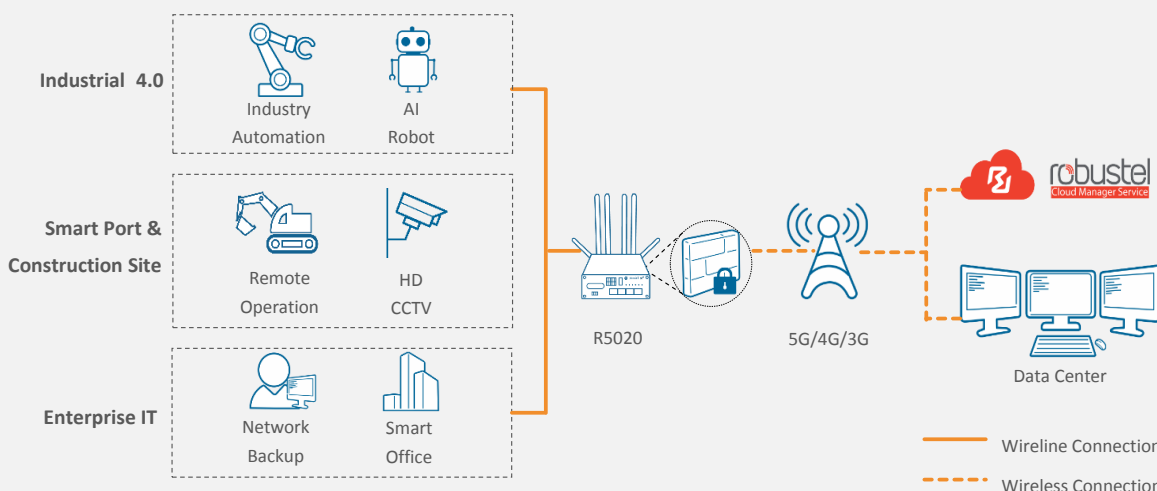 Industrial 4.0
Industry
Automation
AI
Robot
Smart Port &
Construction Site
Remote
Operation
HD
CCTV
Enterprise IT
Network
Backup
Smart
Office
R5020
5G/4G/3G
robustel
Cloud Manager Service
Data Center
Wireline Connection
Wireless Connection